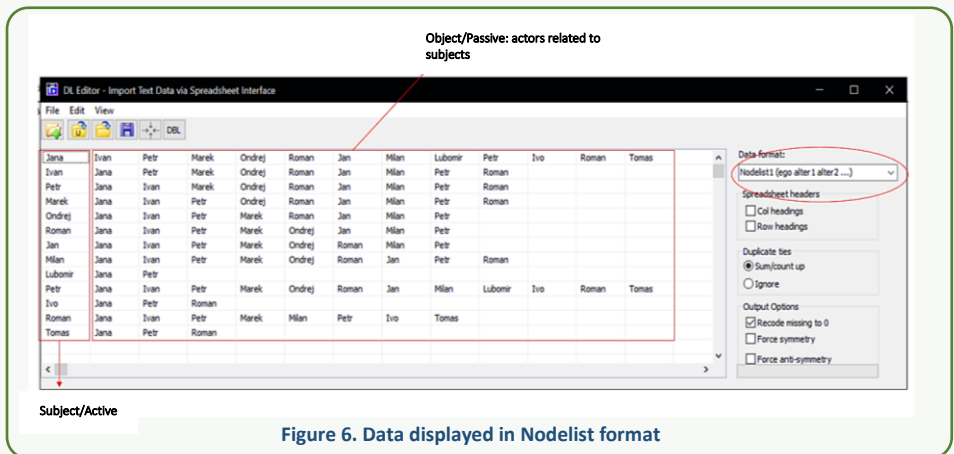 Object/Passive: actors related to
subjects
DL Editor - Import Text Data via Spreadsheet Interface
File Edit View
DBL
Jana Ivan Petr Marek Ondrej Roman Jan Milan Lubomir Petr Ivo Roman Tomas
Ivan Jana Petr Marek Ondrej Roman Jan Milan Petr Roman
Petr Jana Ivan Marek Ondrej Roman Jan Milan Petr Roman
Marek Jana Ivan Petr Ondrej Roman Jan Milan Petr Roman
Ondrej Jana Ivan Petr Marek Roman Jan Milan Petr
Roman Jana Ivan Petr Marek Ondrej Jan Milan Petr
Jan Jana Ivan Petr Marek Ondrej Roman Milan Petr
Milan Jana Ivan Petr Marek Ondrej Roman Jan Petr Roman
Lubomir Jana Petr
Petr Jana Ivan Petr Marek Ondrej Roman Jan Milan Lubomir Ivo Roman Tomas
Ivo Jana Petr Roman
Roman Jana Ivan Petr Marek Milan Petr Ivo Tomas
Tomas Jana Petr Roman
Data format:
Nodelist1 (ego alter1 alter2 ...)
Spreadsheet headers
Col headings
Row headings
Duplicate ties
Sum/count up
Ignore
Output Options
Recode missing to 0
Force symmetry
Force anti-symmetry
Subject/Active
Figure 6. Data displayed in Nodelist format